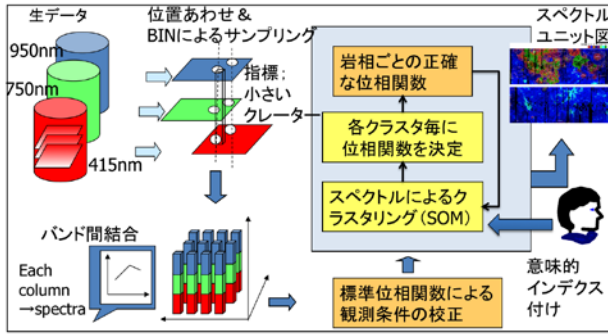 生データ
位置あわせ&
BINによるサンプリング
スペクトル
ユニット図
950nm
750nm
415nm
指標;
小さい
クレーター
岩相ごとの正確
な位相関数
各クラスタ毎に
位相関数を決定
スペクトルによるク
ラスタリング(SOM)
バンド間結合
Each
column
→spectra
標準位相関数による
観測条件の校正
意味的
インデクス
付け